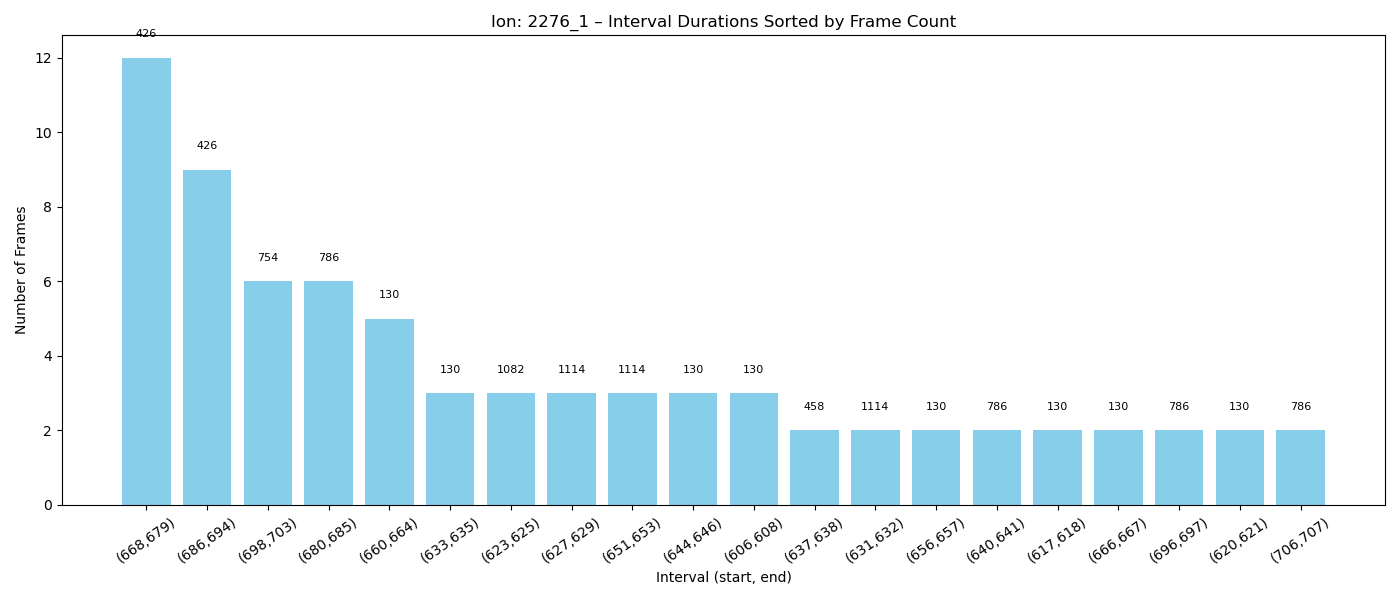 Ion: 2276_1 – Interval Durations Sorted by Frame Count
426
12
10
426
8
754 786
6
130
4
130 1082 1114 1114 130 130
458 1114 130 786 130 130 786 130 786
2
0
Number of Frames
(668,679) (686,694) (698,703) (680,685) (660,664) (633,635) (623,625) (627,629) (651,653) (644,646) (606,608) (637,638) (631,632) (656,657) (640,641) (617,618) (666,667) (696,697) (620,621) (706,707)
Interval (start, end)